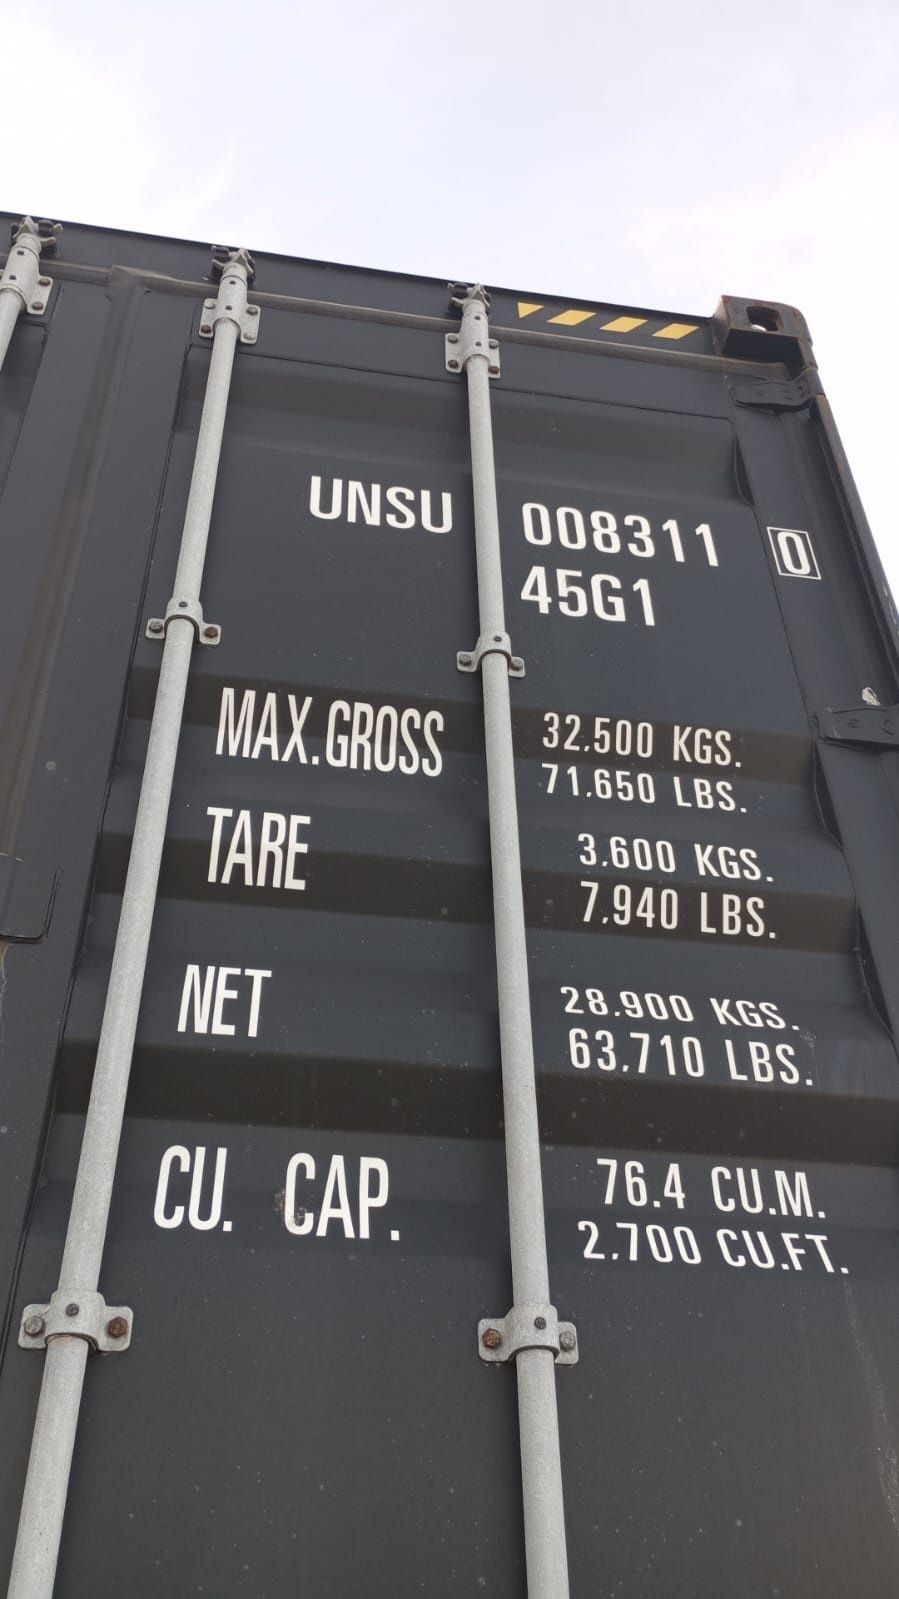 UNSU 008311 0
45G1
MAX.GROSS 32.500 KGS.
71.650 LBS.
TARE 3.600 KGS.
7.940 LBS.
NET 28.900 KGS.
63.710 LBS.
CU. CAP. 76.4 CU.M.
2.700 CU.FT.